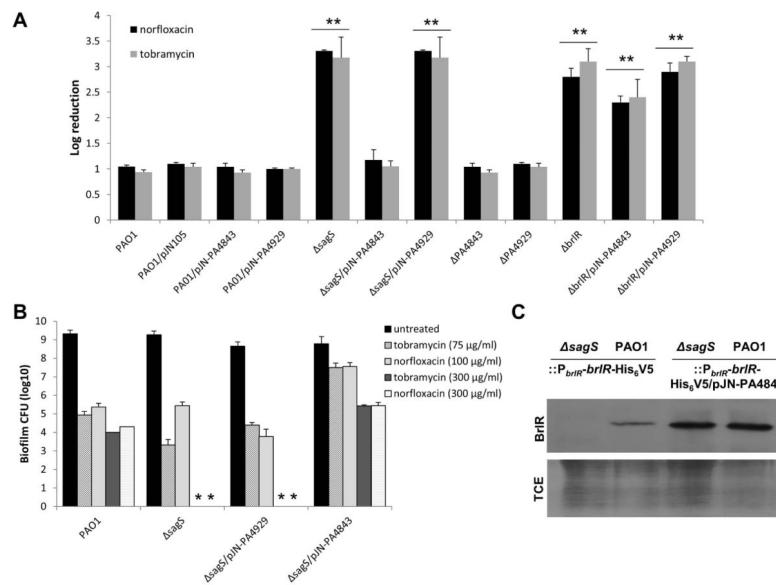 A
norfloxacin
tobramycin
Log reduction
4
3.5
3
2.5
2
1.5
1
0.5
0
**
**
**
**
**
PAO1
PAO1/pJN105
PAO1/pJN-PA4843
PA01/pJN-PA4929
ΔsagS
ΔsagS/pJN-PA4843
ΔsagS/pJN-PA4929
ΔPA4843
ΔPA4929
ΔbrlR
ΔbrlR/pJN-PA4843
ΔbrlR/pJN-PA4929
B
Biofilm CFU (log10)
10
9
8
7
6
5
4
3
2
1
0
untreated
tobramycin (75 µg/ml)
norfloxacin (100 µg/ml)
tobramycin (300 µg/ml)
norfloxacin (300 µg/ml)
* *
* *
PAO1
ΔsagS
ΔsagS/pJN-PA4929
ΔsagS/pJN-PA4843
C
ΔsagS PAO1 ΔsagS PAO1
::PbrlR-brlR-His6V5
::PbrlR-brlR-
His6V5/pJN-PA484
BrlR
TCE